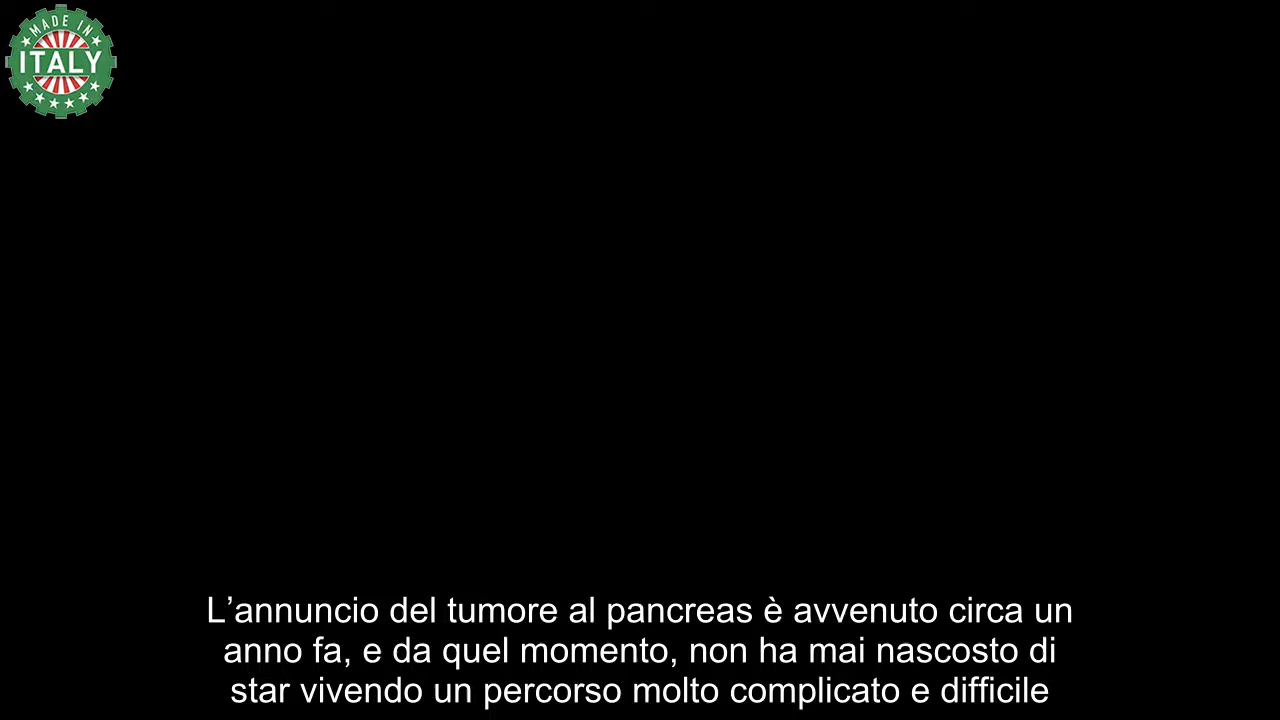 MADE IN
ITALY
L’annuncio del tumore al pancreas è avvenuto circa un
anno fa, e da quel momento, non ha mai nascosto di
star vivendo un percorso molto complicato e difficile